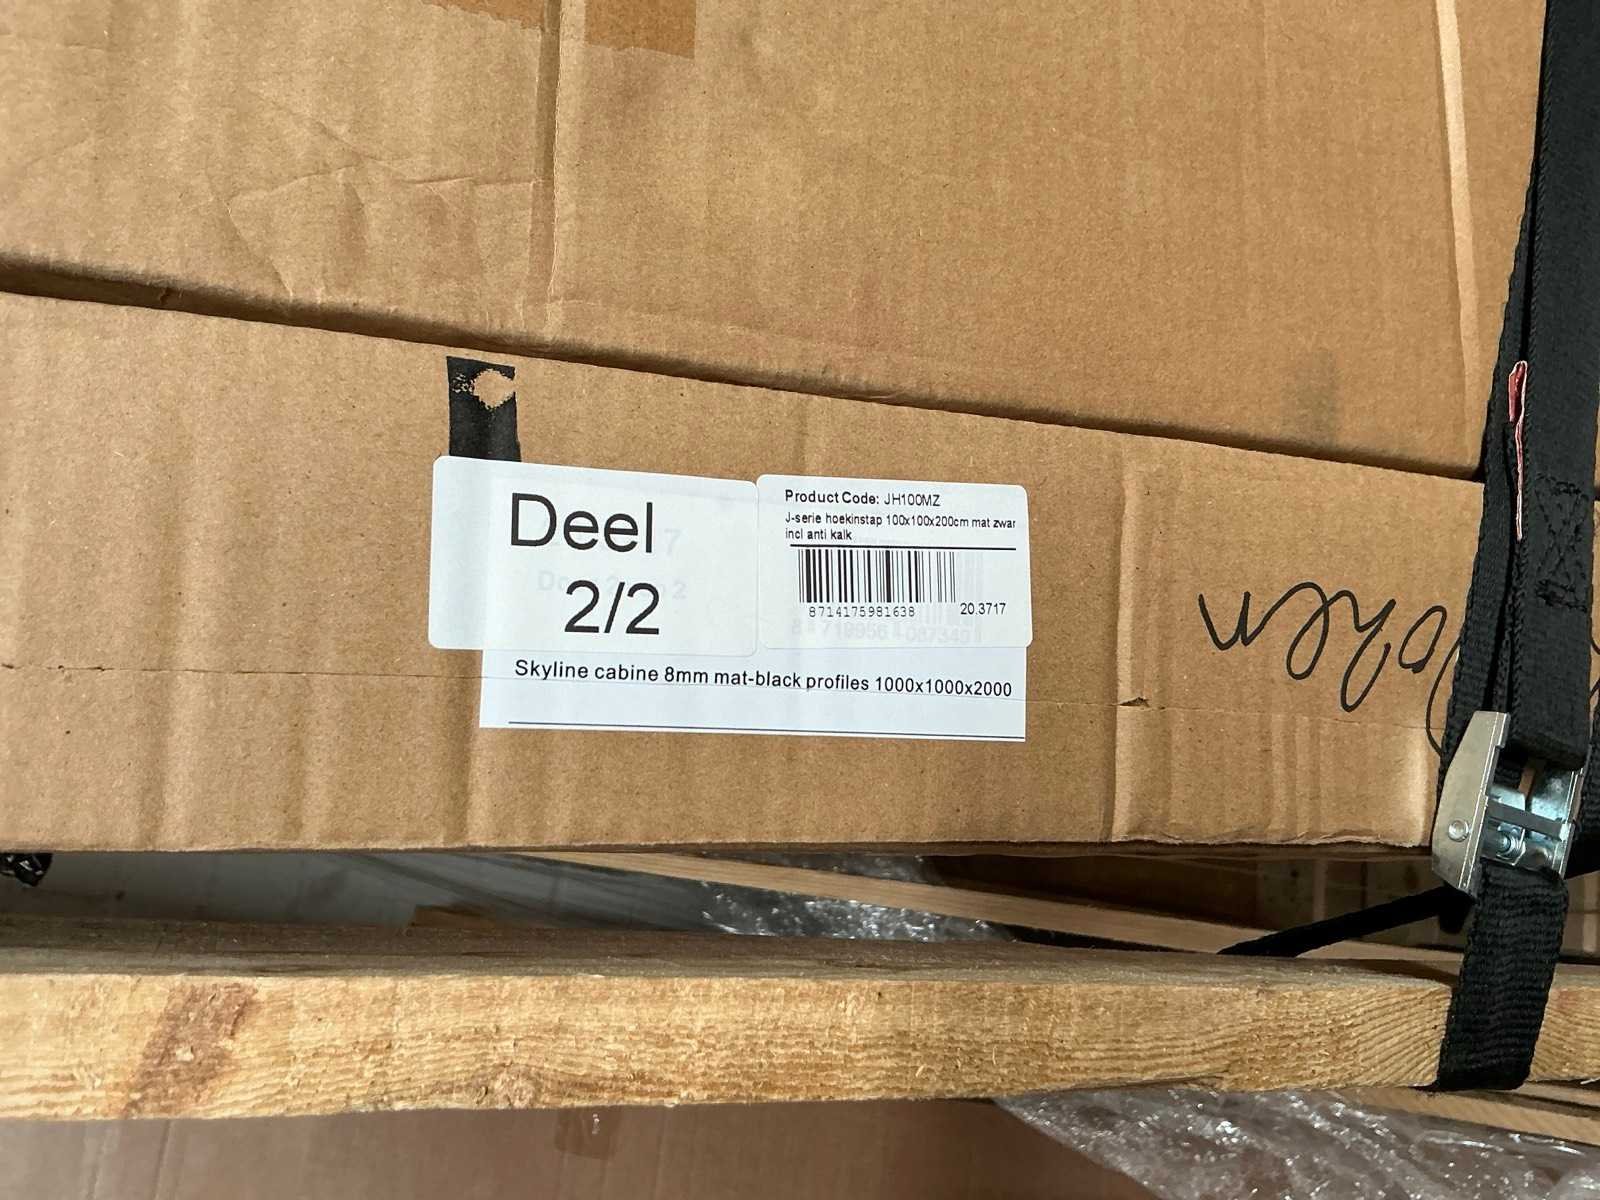 Deel
2/2
Product Code: JH100MZ
J-serie hoekinstap 100x100x200cm mat zwar
incl anti kalk
8714175981638
20.3717
Skyline cabine 8mm mat-black profiles 1000x1000x2000